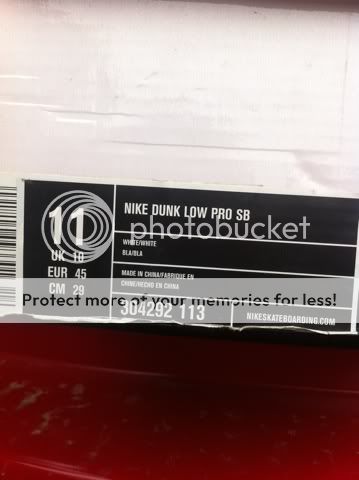 11
UK 10
EUR 45
CM 29
NIKE DUNK LOW PRO SB
WHITE/WHITE
BLA/BLA
MADE IN CHINA/FABRIQUE EN
CHINE/HECHO EN CHINA
304292 113
NIKESKATEBOARDING.COM
photobucket
Protect more of your memories for less!